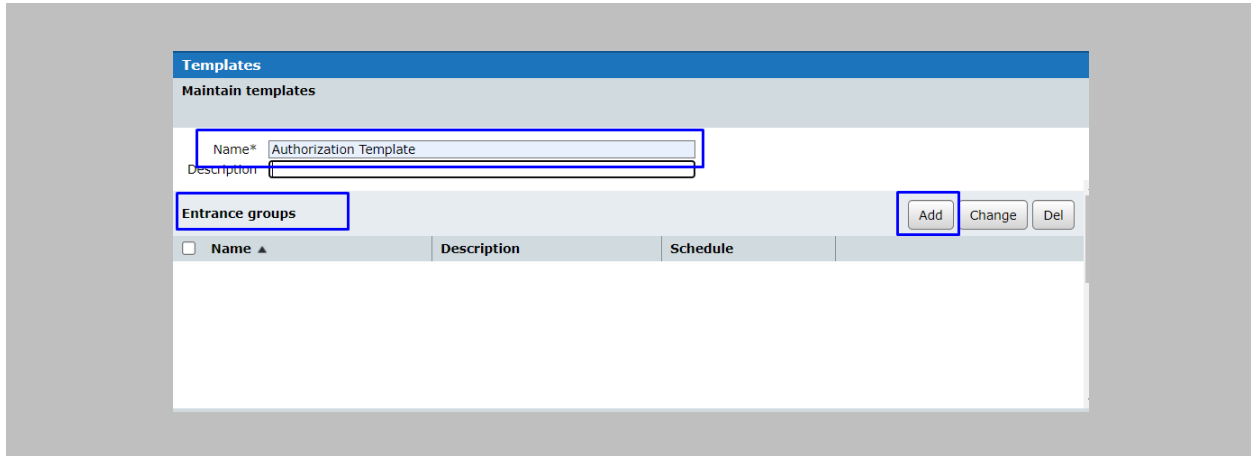 Templates
Maintain templates
Name* Authorization Template
Description
Entrance groups Add Change Del
Name ▲ Description Schedule